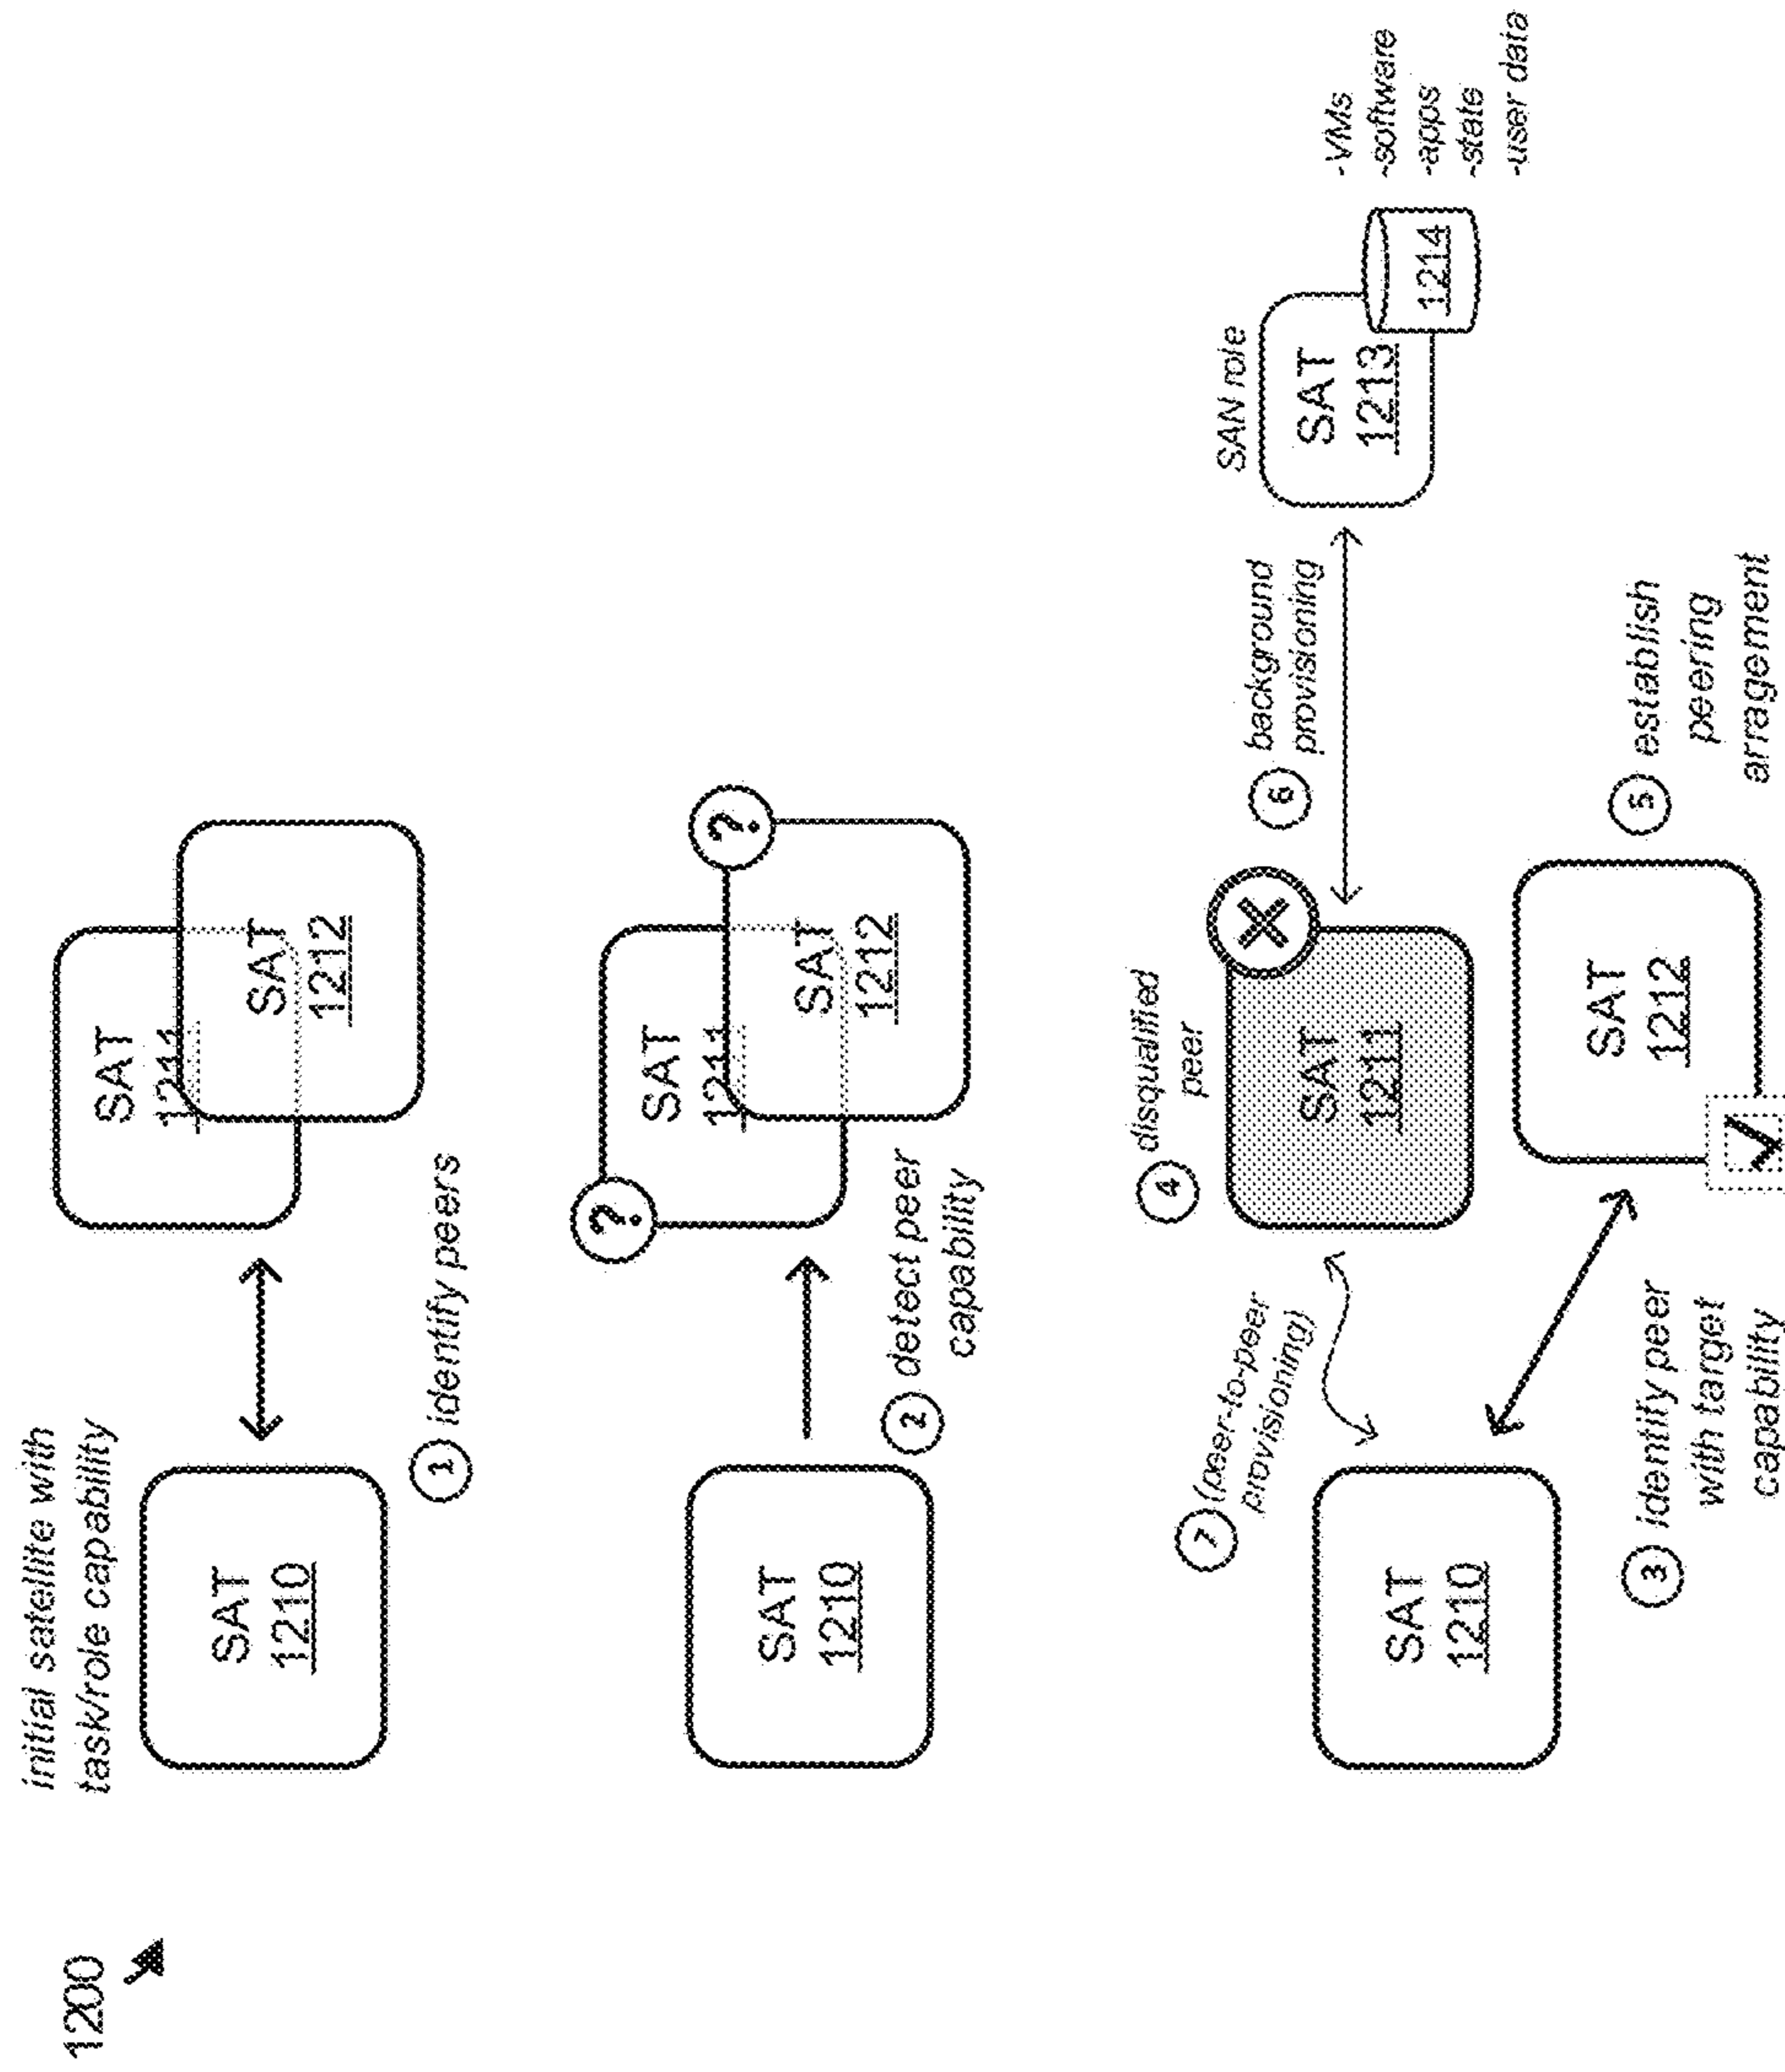 1200
initial satellite with
task/role capability
SAT
1210
SAT
1211
SAT
1212
1 identify peers
SAT
1210
?
SAT
1211
?
SAT
1212
2 detect peer
capability
4 disqualified
peer
7 (peer-to-peer
provisioning)
SAT
1210
SAT
1211
6 background
provisioning
SAN role
SAT
1213
1214
-VMs
-software
-apps
-state
-user data
SAT
1212
3 identify peer
with target
capability
5 establish
peering
arragement